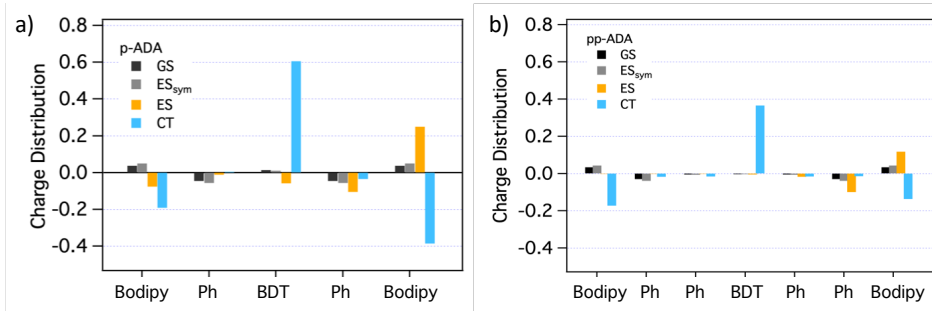 a)
p-ADA
GS
ES_sym
ES
CT
Charge Distribution
0.8
0.6
0.4
0.2
0.0
-0.2
-0.4
Bodipy Ph BDT Ph Bodipy
b)
pp-ADA
GS
ES_sym
ES
CT
Charge Distribution
0.8
0.6
0.4
0.2
0.0
-0.2
-0.4
Bodipy Ph Ph BDT Ph Ph Bodipy